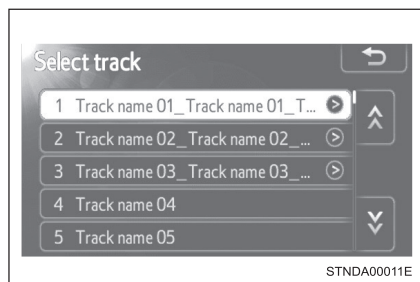 Select track
1 Track name 01_Track name 01_T...
2 Track name 02_Track name 02_...
3 Track name 03_Track name 03_...
4 Track name 04
5 Track name 05
STNDA00011E